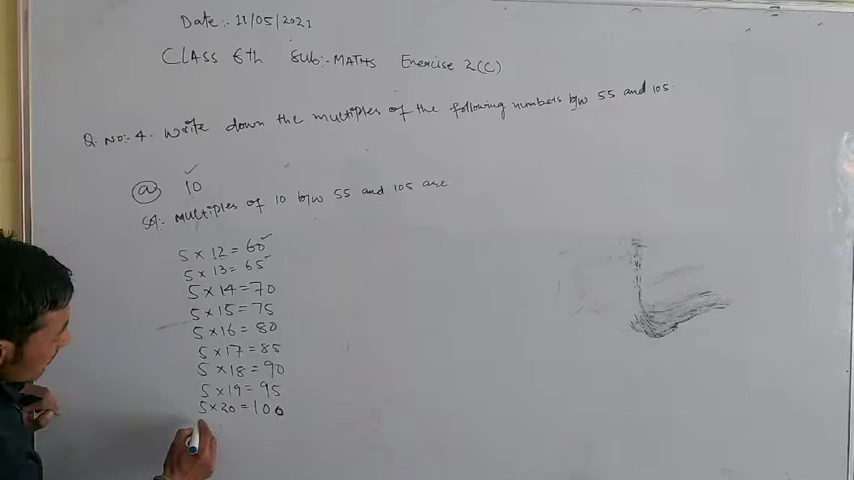 Date:- 11/05/2021
CLASS 6th Sub:- MATHS Exercise 2(C)
Q. NO:- 4. Write down the multiples of the following numbers b/w 55 and 105.
(a) 10
Sol:. Multiples of 10 b/w 55 and 105 are
5 × 12 = 60
5 × 13 = 65
5 × 14 = 70
5 × 15 = 75
5 × 16 = 80
5 × 17 = 85
5 × 18 = 90
5 × 19 = 95
5 × 20 = 100